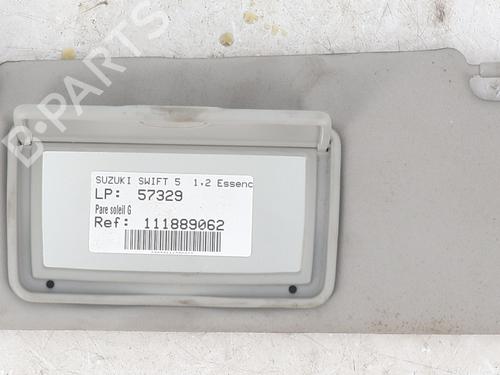 B-PARTS
SUZUKI SWIFT 5 1.2 Essenc
LP: 57329
Pare soleil G
Ref: 111889062